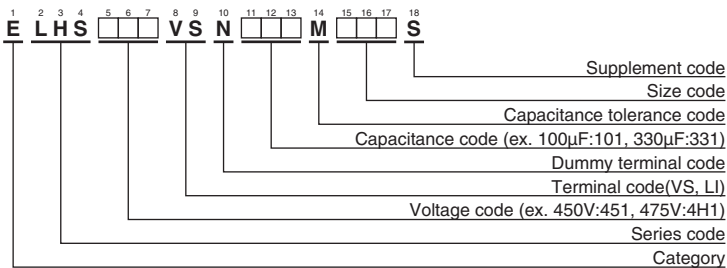 1 2 3 4 5 6 7 8 9 10 11 12 13 14 15 16 17 18
E LHS □□□ VS N □□□ M □□□ S
Supplement code
Size code
Capacitance tolerance code
Capacitance code (ex. 100µF:101, 330µF:331)
Dummy terminal code
Terminal code(VS, LI)
Voltage code (ex. 450V:451, 475V:4H1)
Series code
Category